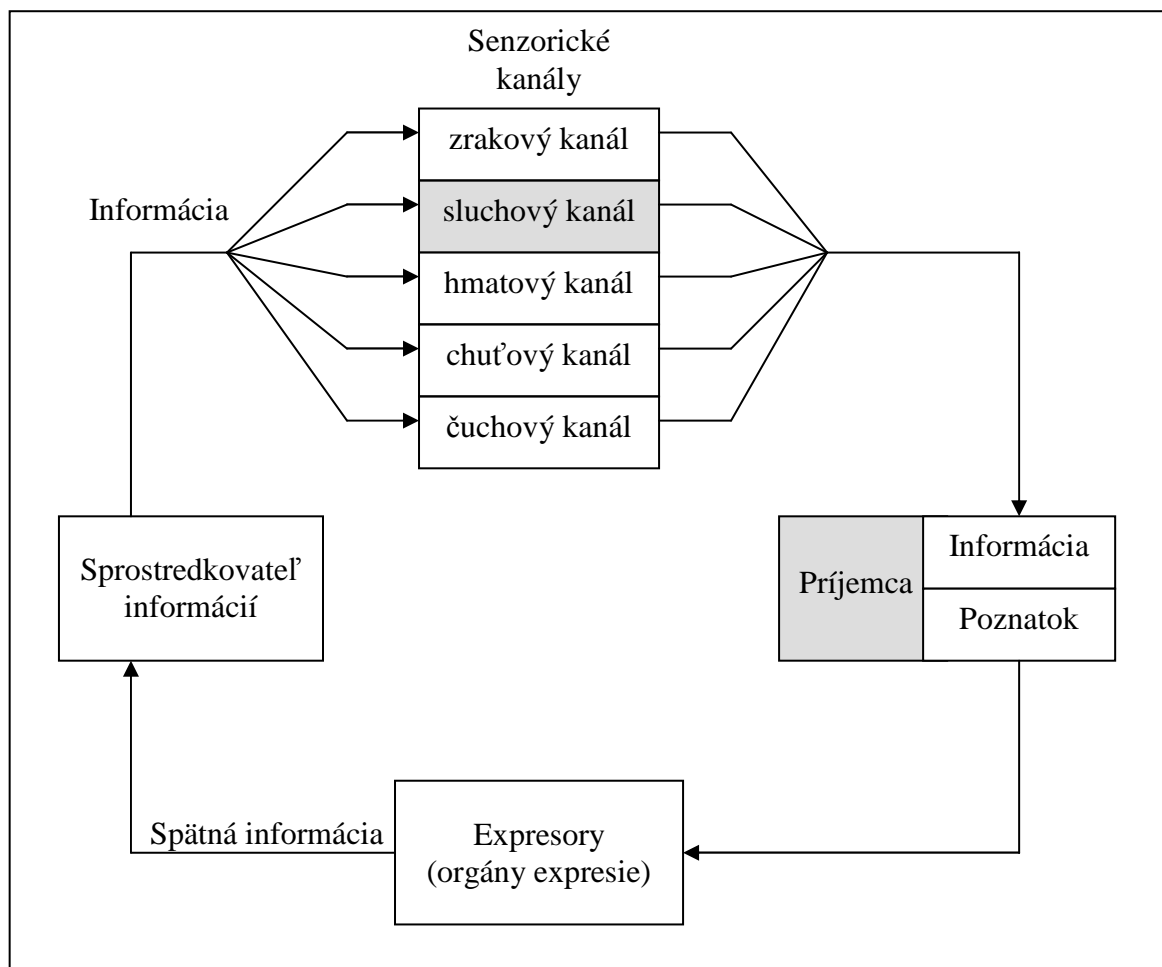 Senzorické
kanály
zrakový kanál
Informácia
sluchový kanál
hmatový kanál
chuťový kanál
čuchový kanál
Sprostredkovateľ
informácií
Príjemca
Informácia
Poznatok
Spätná informácia
Expresory
(orgány expresie)